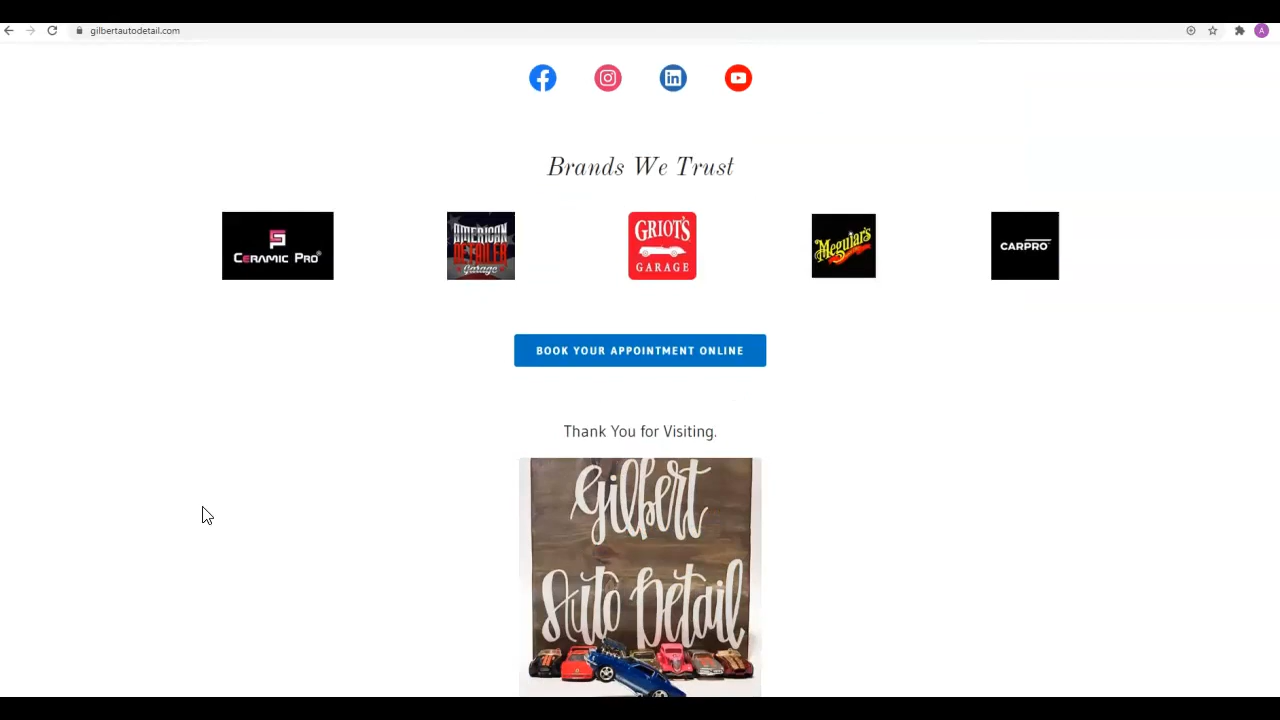 gilbertautodetail.com
A
Brands We Trust
CERAMIC PRO®
AMERICAN
DETAILER
Garage
GRIOT'S
GARAGE
Meguiar's
CARPRO
BOOK YOUR APPOINTMENT ONLINE
Thank You for Visiting.
Gilbert
Auto Detail